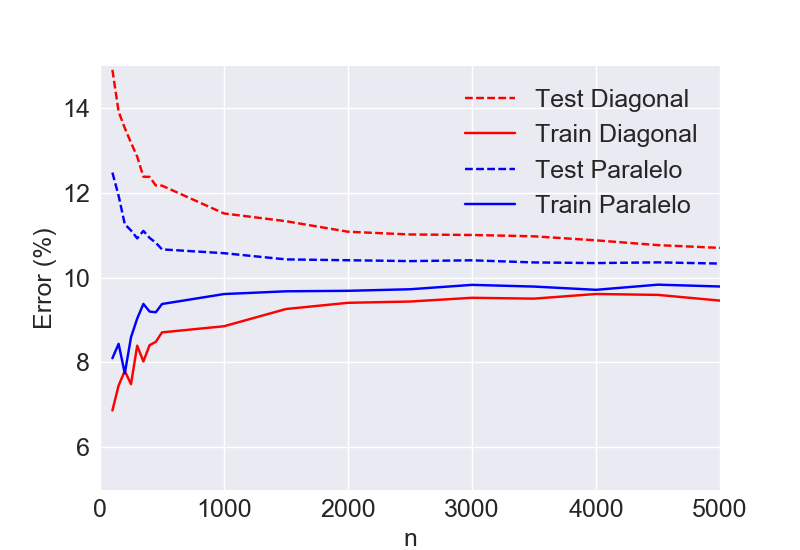 Test Diagonal
Train Diagonal
Test Paralelo
Train Paralelo
Error (%)
14
12
10
8
6
0 1000 2000 3000 4000 5000
n